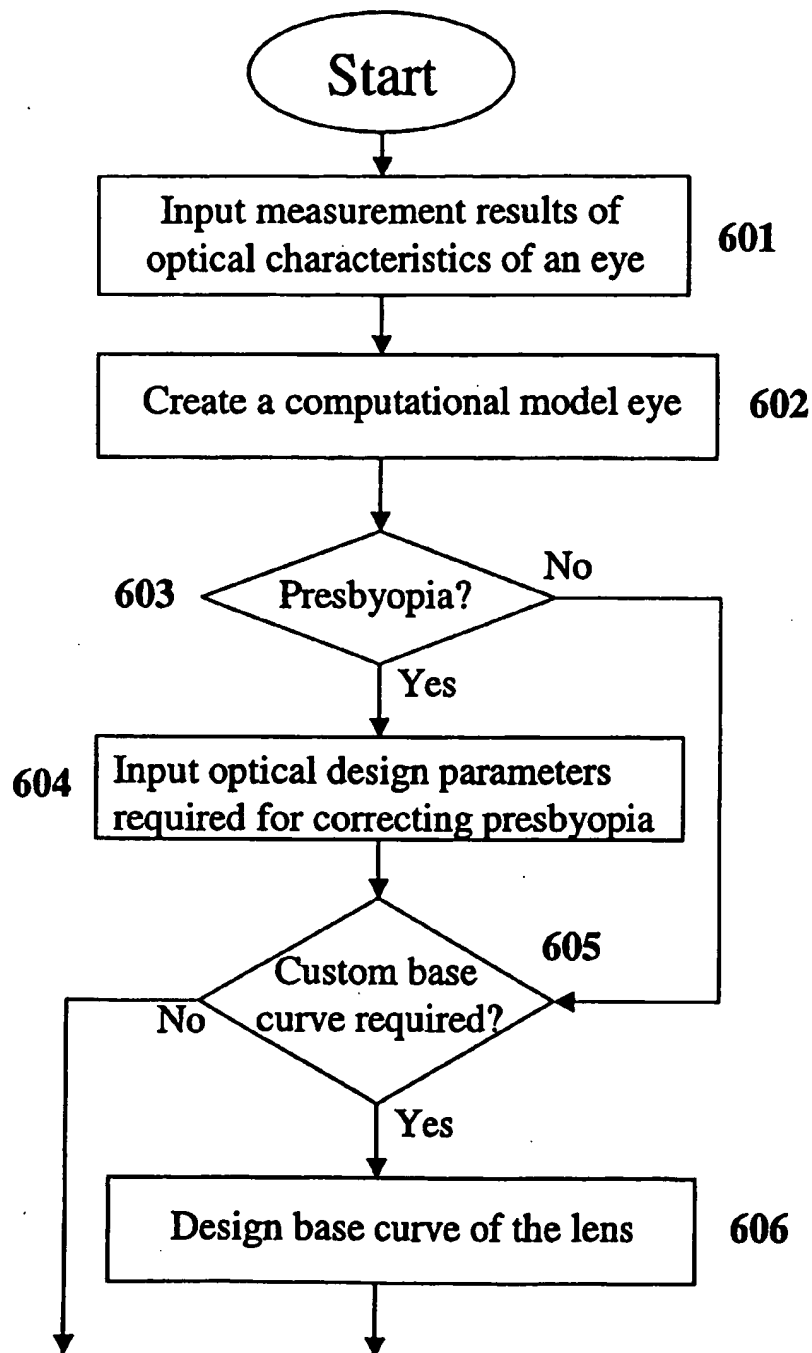 Start
Input measurement results of
optical characteristics of an eye
601
Create a computational model eye
602
603
Presbyopia?
No
Yes
604
Input optical design parameters
required for correcting presbyopia
605
Custom base
curve required?
No
Yes
Design base curve of the lens
606